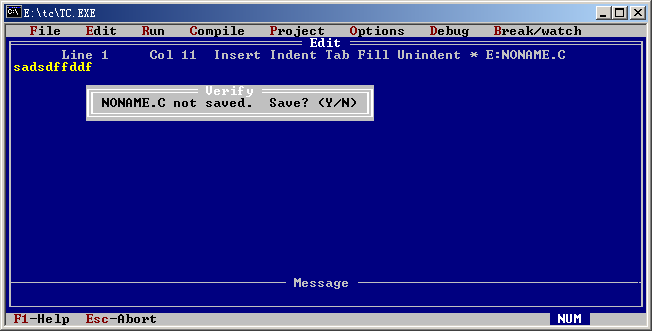 E:\tc\TC.EXE
File Edit Run Compile Project Options Debug Break/watch
Edit
Line 1 Col 11 Insert Indent Tab Fill Unindent * E:NONAME.C
sadsdffddf
Verify
NONAME.C not saved. Save? (Y/N)
Message
F1-Help Esc-Abort NUM